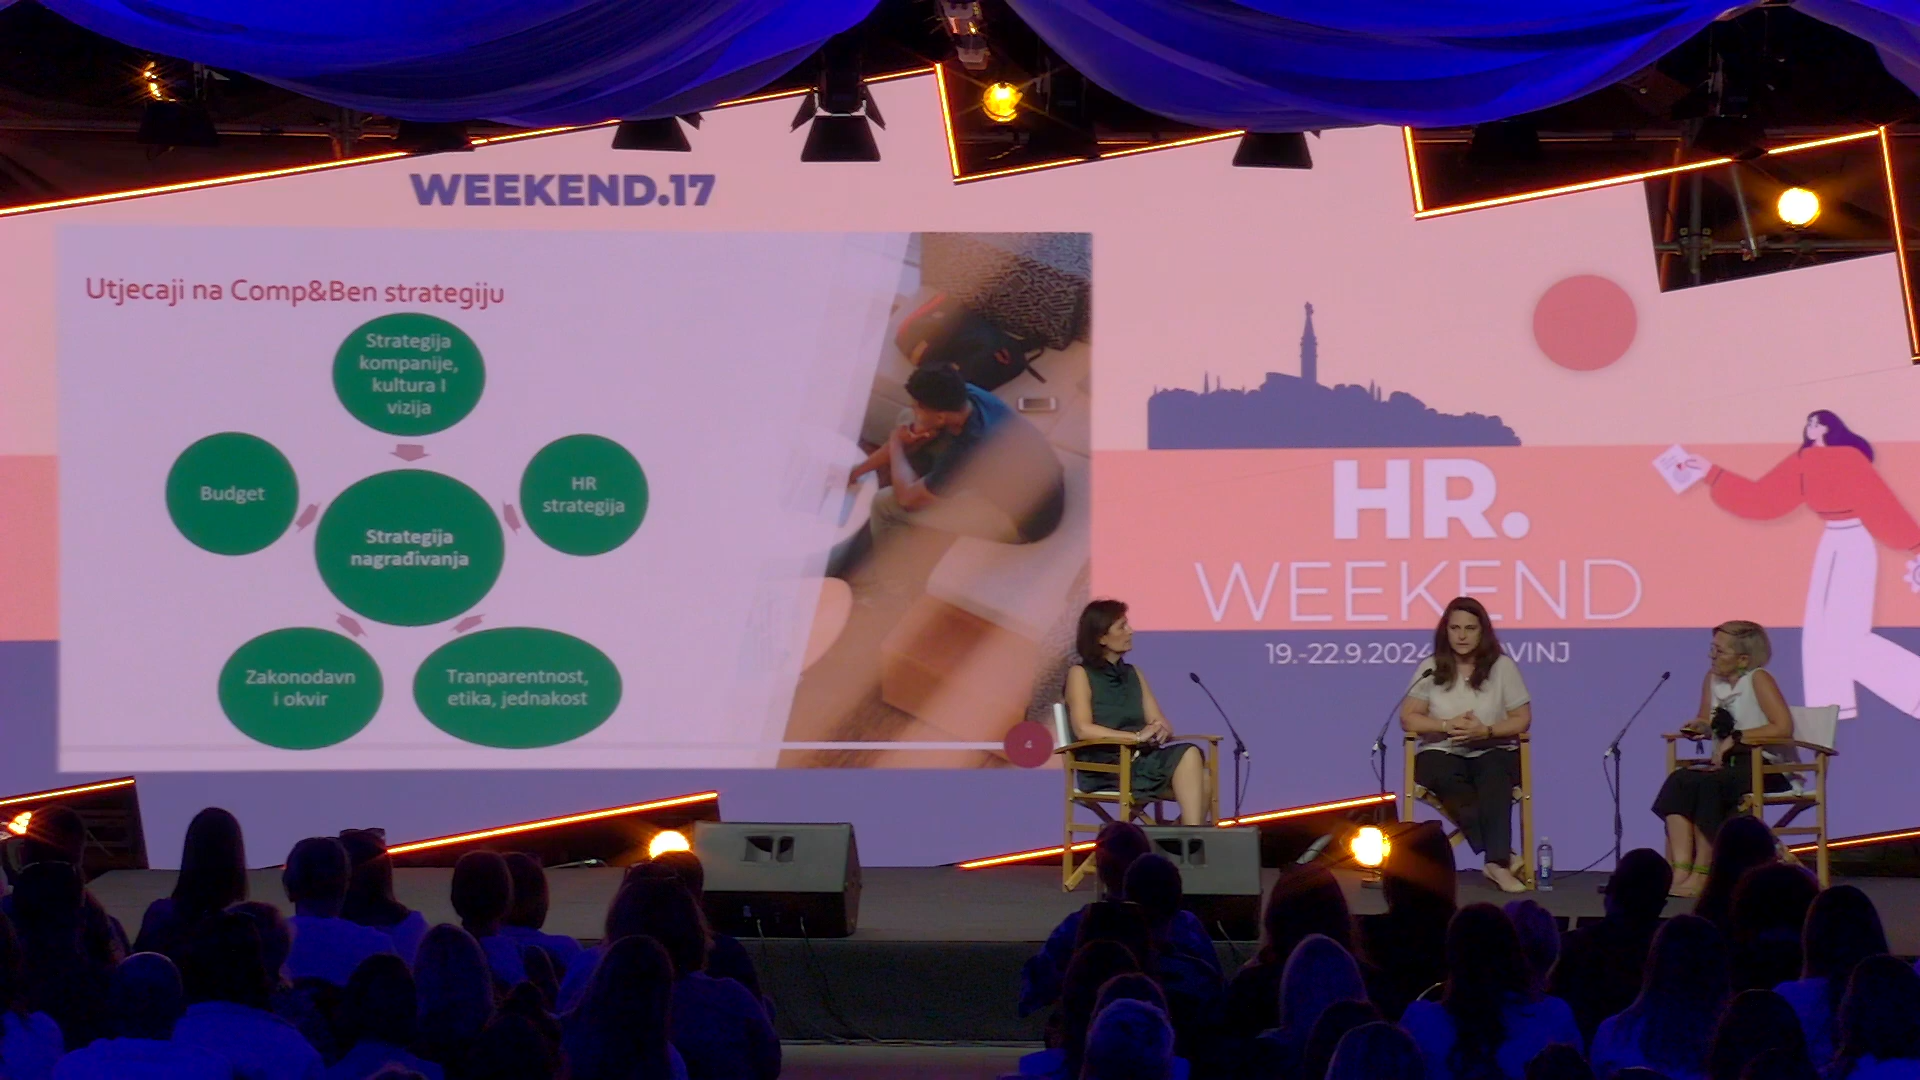 WEEKEND.17
Utjecaji na Comp&Ben strategiju
Strategija
kompanije,
kultura I
vizija
Budget
HR
strategija
Strategija
nagrađivanja
Zakonodavn
i okvir
Tranparentnost,
etika, jednakost
4
HR.
WEEKEND
19.-22.9.2024